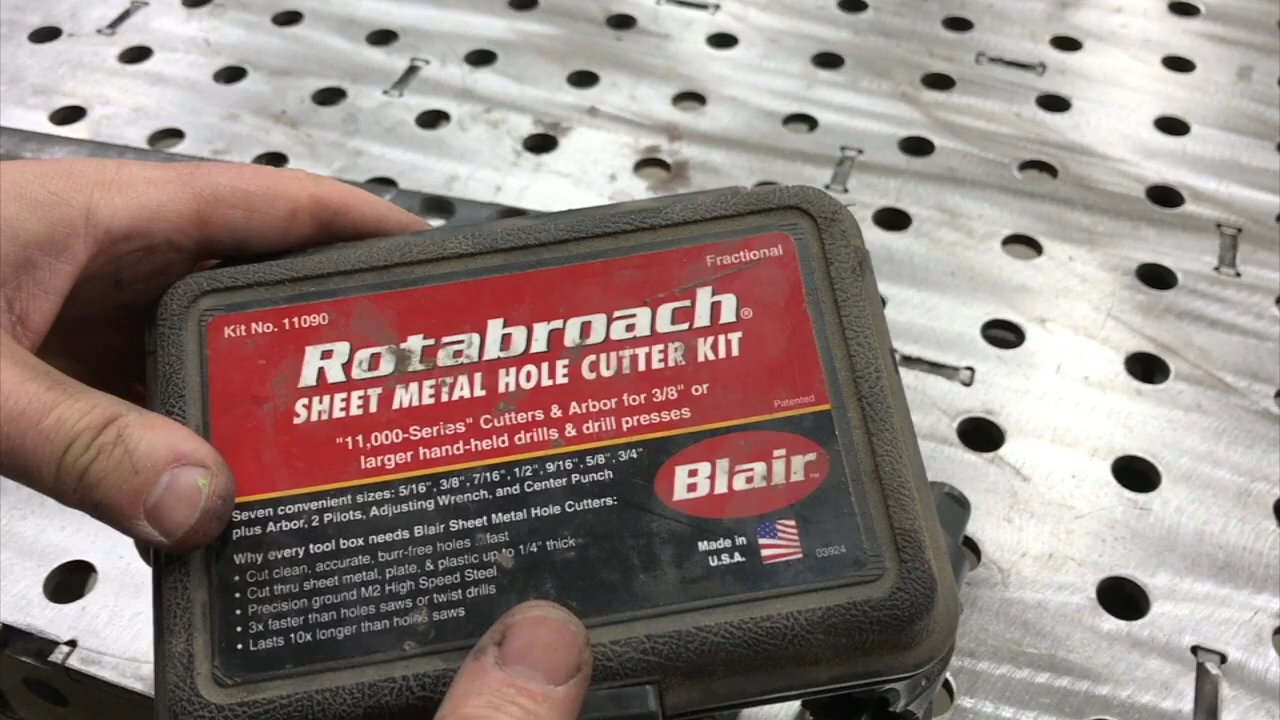 Fractional
Kit No. 11090
Rotabroach®
SHEET METAL HOLE CUTTER KIT
"11,000-Series" Cutters & Arbor for 3/8" or
larger hand-held drills & drill presses
Patented
Seven convenient sizes: 5/16", 3/8", 7/16", 1/2", 9/16", 5/8", 3/4"
plus Arbor, 2 Pilots, Adjusting Wrench, and Center Punch
Blair™
Why every tool box needs Blair Sheet Metal Hole Cutters:
• Cut clean, accurate, burr-free holes fast
• Cut thru sheet metal, plate, & plastic up to 1/4" thick
• Precision ground M2 High Speed Steel
• 3x faster than holes saws or twist drills
• Lasts 10x longer than holes saws
Made in
U.S.A.
03924